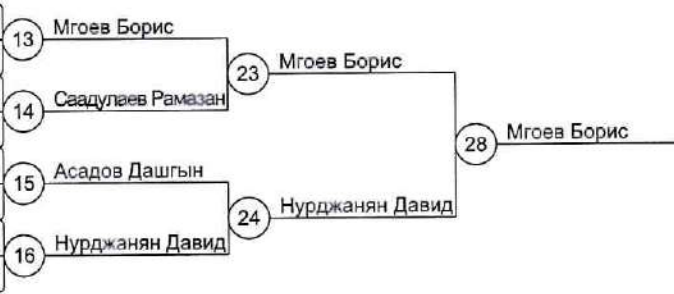 13 Мгоев Борис
23 Мгоев Борис
14 Саадулаев Рамазан
28 Мгоев Борис
15 Асадов Дашгын
24 Нурджанян Давид
16 Нурджанян Давид